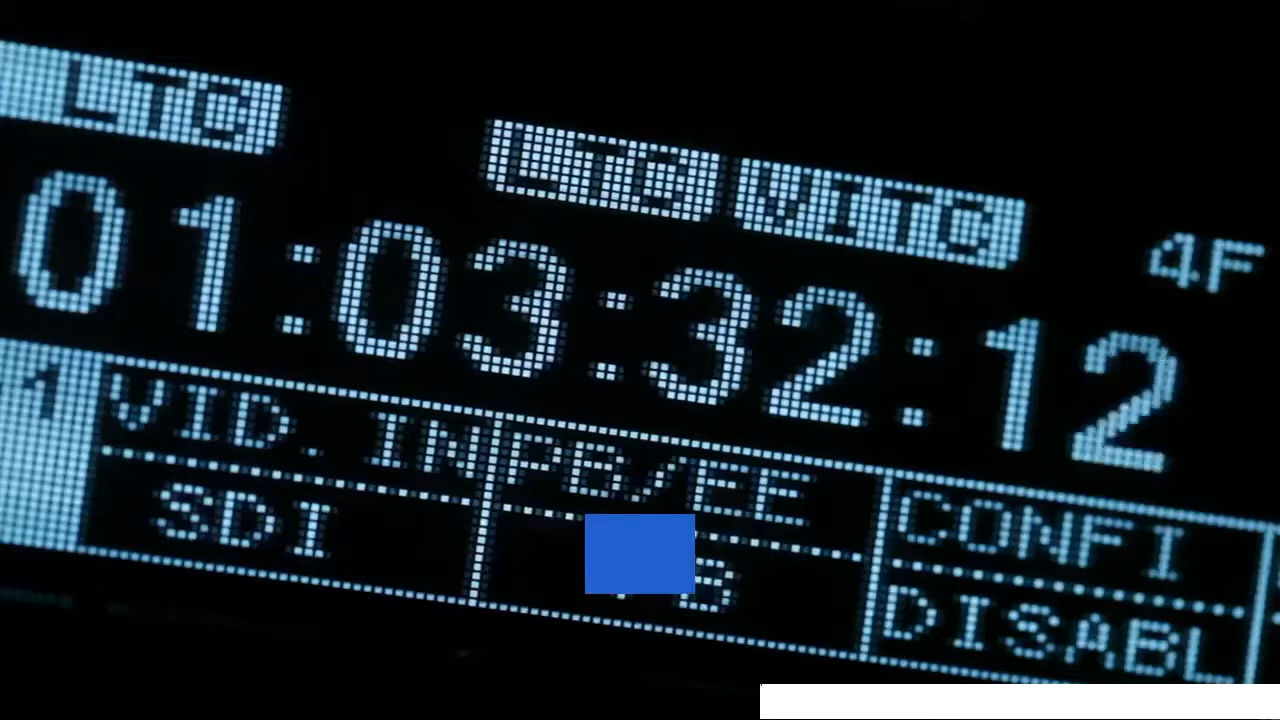 LTC LTC VITC
01:03:32:12 4F
1 VID. IN PB/EE CONFI
SDI DISABL